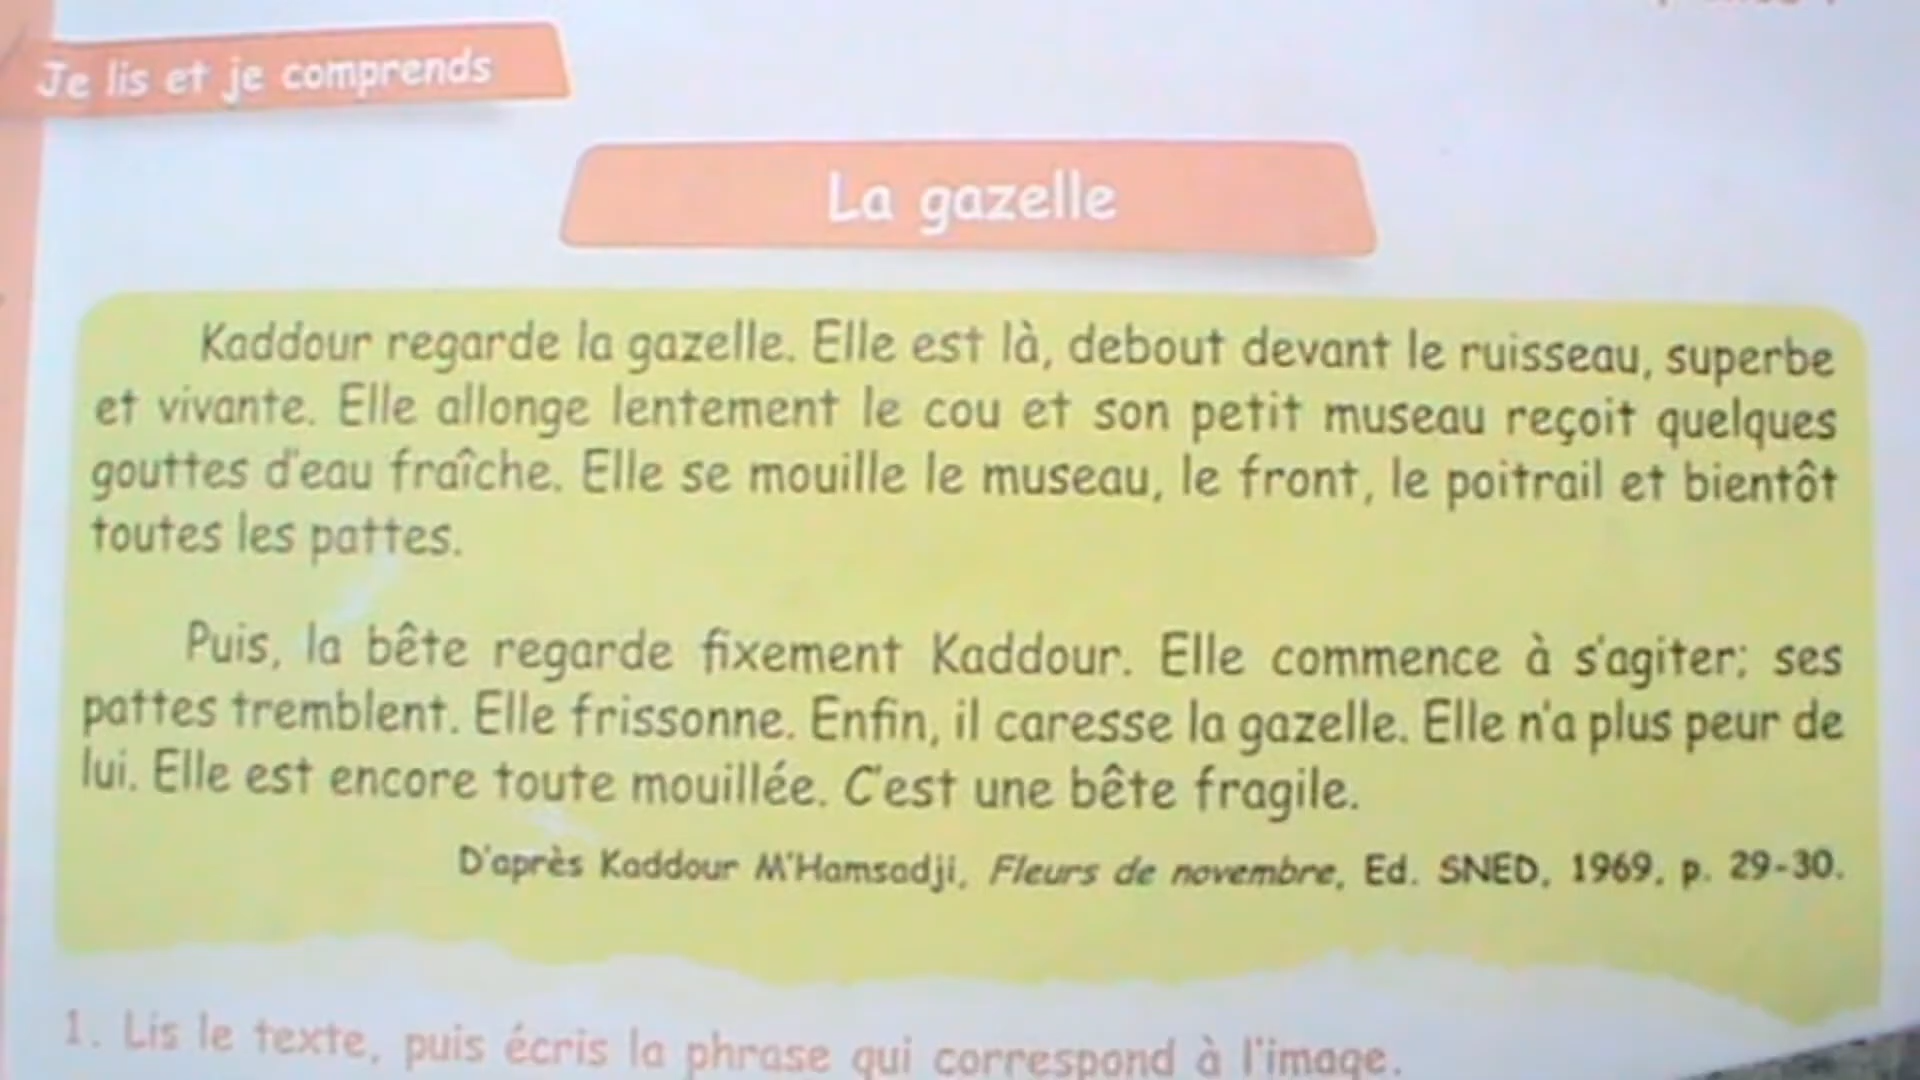 Je lis et je comprends
La gazelle
Kaddour regarde la gazelle. Elle est là, debout devant le ruisseau, superbe
et vivante. Elle allonge lentement le cou et son petit museau reçoit quelques
gouttes d'eau fraîche. Elle se mouille le museau, le front, le poitrail et bientôt
toutes les pattes.
Puis, la bête regarde fixement Kaddour. Elle commence à s'agiter; ses
pattes tremblent. Elle frissonne. Enfin, il caresse la gazelle. Elle n'a plus peur de
lui. Elle est encore toute mouillée. C'est une bête fragile.
D'après Kaddour M'Hamsadji, Fleurs de novembre, Ed. SNED, 1969, p. 29-30.
1. Lis le texte, puis écris la phrase qui correspond à l'image.